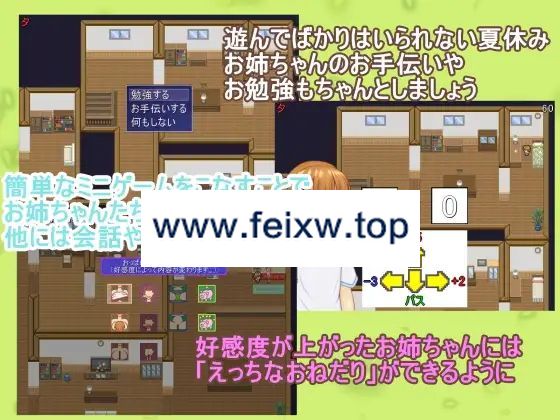 夕
遊んでばかりはいられない夏休み
お姉ちゃんのお手伝いや
お勉強もちゃんとしましょう
勉強する
お手伝いする
何もしない
夕
60
簡単なミニゲームをこなすことで
お姉ちゃんた
他には会話や
0
www.feixw.top
-3
+2
パス
「好感度によって内容が変わります。」
好感度が上がったお姉ちゃんには
「えっちなおねだり」ができるように